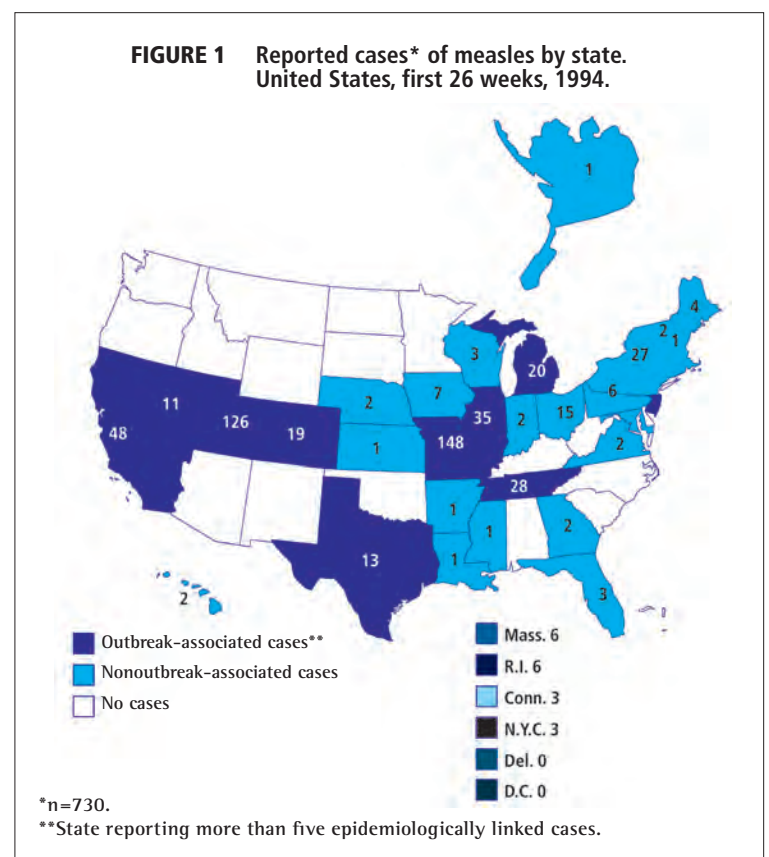 FIGURE 1 Reported cases* of measles by state.
United States, first 26 weeks, 1994.
1
4
2
1
27
3
20
6
7
2
11
35
2
15
126
48
19
148
2
1
28
1
1
2
13
1
3
2
Outbreak-associated cases**
Nonoutbreak-associated cases
No cases
Mass. 6
R.I. 6
Conn. 3
N.Y.C. 3
Del. 0
D.C. 0
*n=730.
**State reporting more than five epidemiologically linked cases.